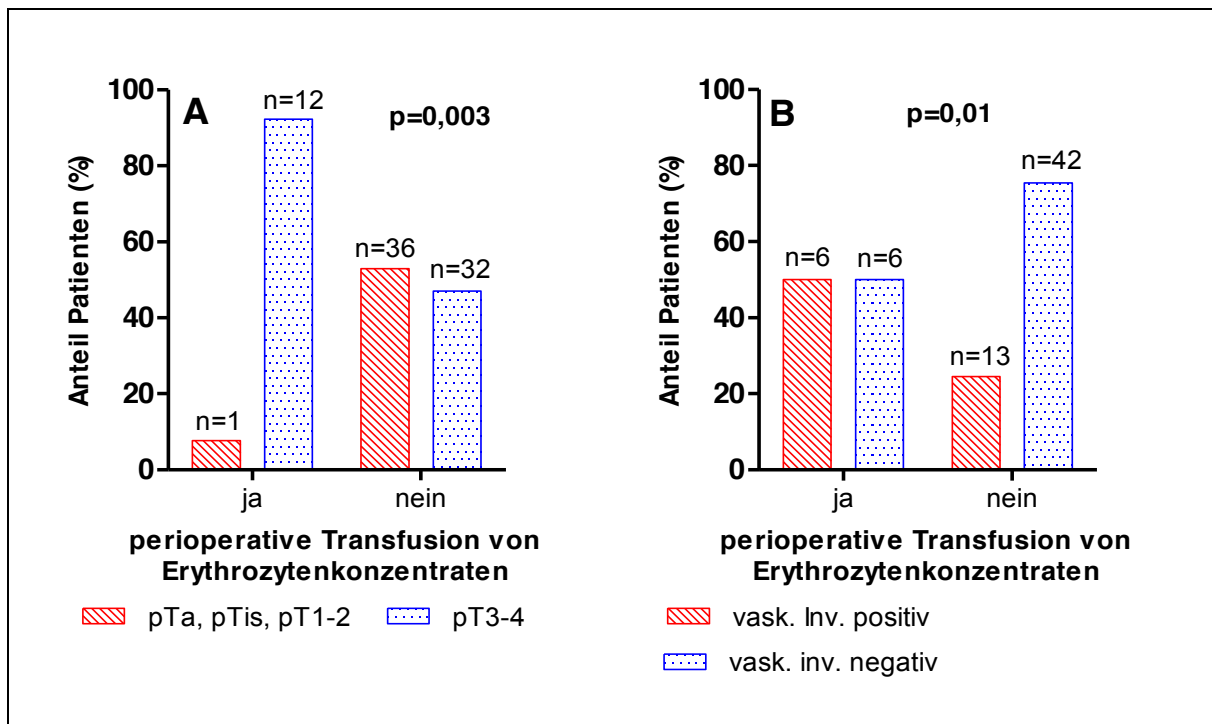 A
p=0,003
Anteil Patienten (%)
100
80
60
40
20
0
n=1
n=12
n=36
n=32
ja
nein
perioperative Transfusion von
Erythrozytenkonzentraten
pTa, pTis, pT1-2
pT3-4
B
p=0,01
Anteil Patienten (%)
100
80
60
40
20
0
n=6
n=6
n=13
n=42
ja
nein
perioperative Transfusion von
Erythrozytenkonzentraten
vask. Inv. positiv
vask. inv. negativ